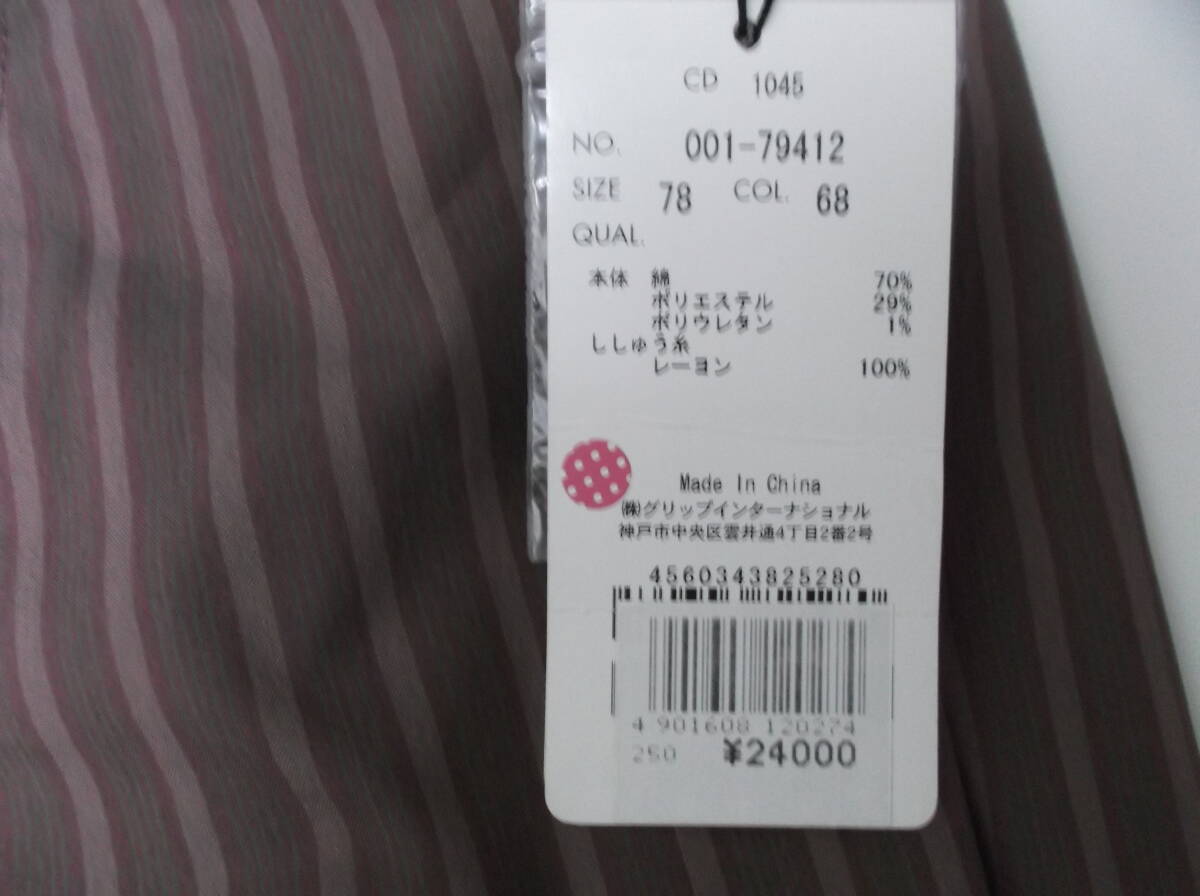 CD 1045
NO. 001-79412
SIZE 78 COL. 68
QUAL.
本体 綿 70%
ポリエステル 29%
ポリウレタン 1%
ししゅう糸
レーヨン 100%
Made In China
㈱グリップインターナショナル
神戸市中央区雲井通4丁目2番2号
4560343825280
4 901608 120274
250 ¥24000